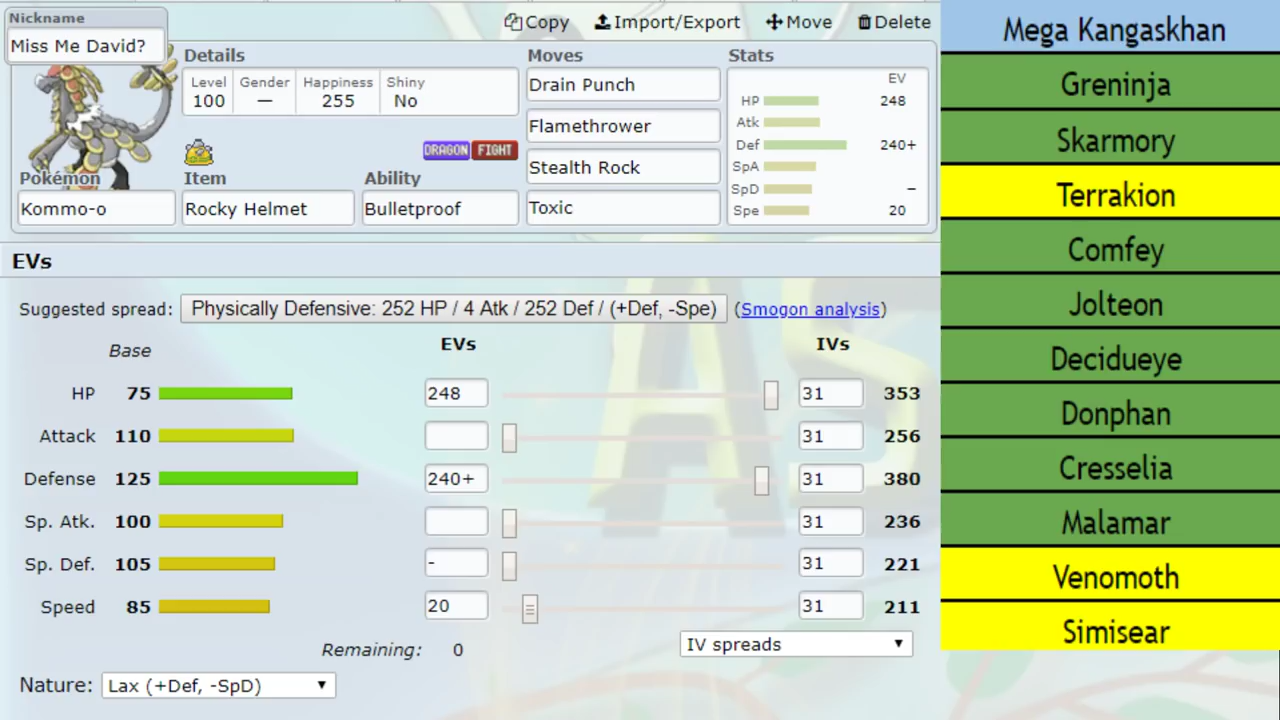 Nickname
Miss Me David?
Copy Import/Export Move Delete
Details
Level Gender Happiness Shiny
100 — 255 No
DRAGON FIGHT
Pokémon Item Ability
Kommo-o Rocky Helmet Bulletproof
Moves
Drain Punch
Flamethrower
Stealth Rock
Toxic
Stats
EV
HP 248
Atk
Def 240+
SpA
SpD −
Spe 20
EVs
Suggested spread: Physically Defensive: 252 HP / 4 Atk / 252 Def / (+Def, -Spe) (Smogon analysis)
Base EVs IVs
HP 75 248 31 353
Attack 110 31 256
Defense 125 240+ 31 380
Sp. Atk. 100 31 236
Sp. Def. 105 - 31 221
Speed 85 20 31 211
Remaining: 0 IV spreads
Nature: Lax (+Def, -SpD)
Mega Kangaskhan
Greninja
Skarmory
Terrakion
Comfey
Jolteon
Decidueye
Donphan
Cresselia
Malamar
Venomoth
Simisear